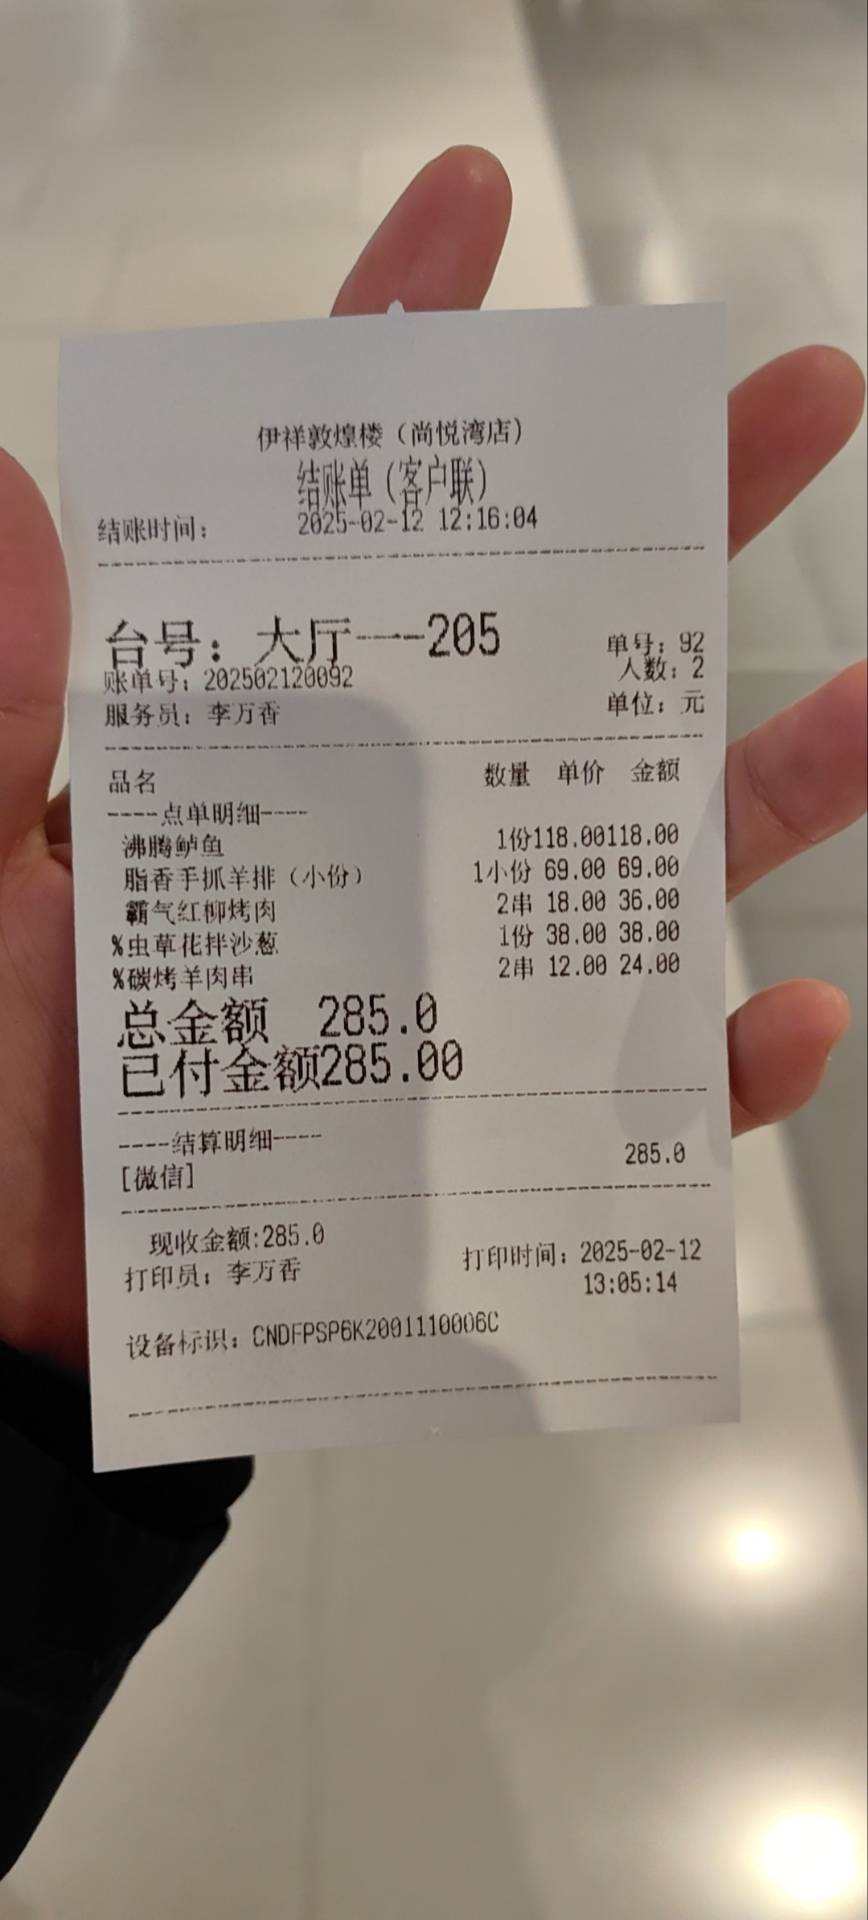 伊祥敦煌楼（尚悦湾店）
结账单（客户联）
结账时间： 2025-02-12 12:16:04
台号：大厅---205
单号：92
账单号：202502120092 人数：2
服务员：李万香 单位：元
品名 数量 单价 金额
----点单明细----
沸腾鲈鱼 1份118.00118.00
脂香手抓羊排（小份） 1小份 69.00 69.00
霸气红柳烤肉 2串 18.00 36.00
%虫草花拌沙葱 1份 38.00 38.00
%碳烤羊肉串 2串 12.00 24.00
总金额 285.0
已付金额285.00
----结算明细----
[微信] 285.0
现收金额:285.0
打印员：李万香 打印时间：2025-02-12
13:05:14
设备标识：CNDFPSP6K2001110006C